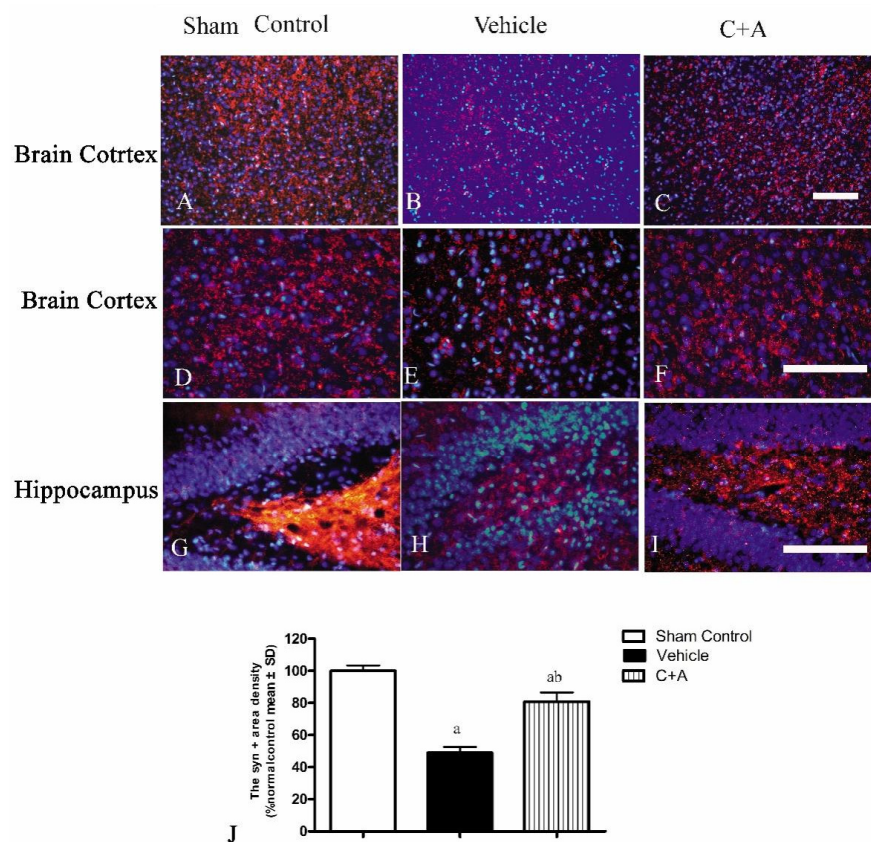 Sham Control
Vehicle
C+A
Brain Cotrtex
A
B
C
Brain Cortex
D
E
F
Hippocampus
G
H
I
J
The syn + area density
(%normalcontrol mean ± SD)
120
100
80
60
40
20
0
a
ab
Sham Control
Vehicle
C+A